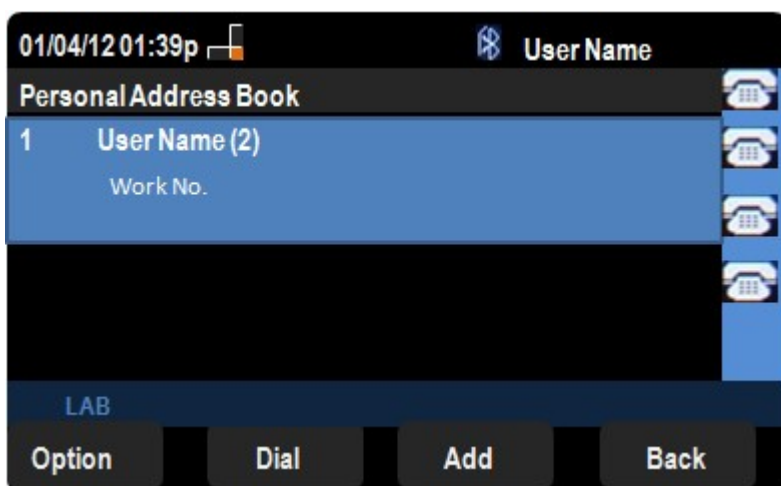 01/04/12 01:39p User Name
Personal Address Book
1 User Name (2)
Work No.
LAB
Option Dial Add Back